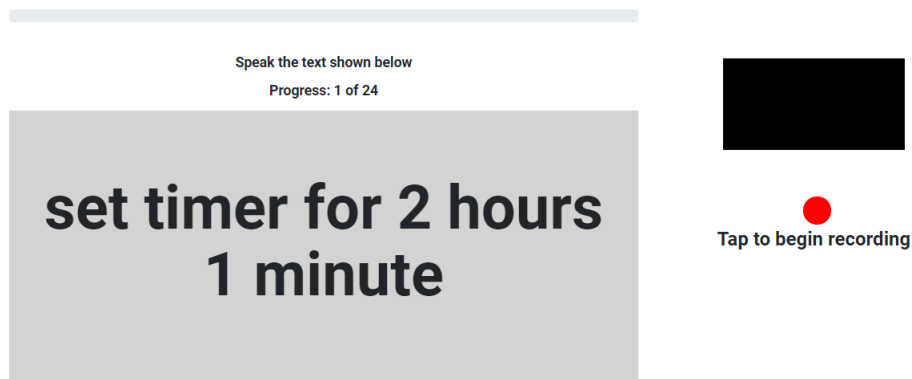 Speak the text shown below
Progress: 1 of 24
set timer for 2 hours
1 minute
Tap to begin recording